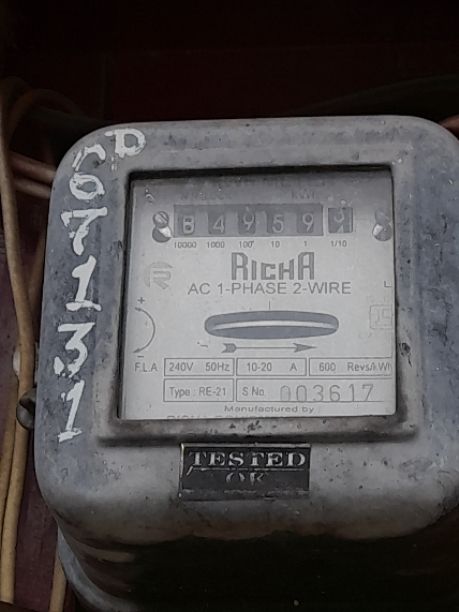 P
67131
8 4 9 5 9 9
10000 1000 100 10 1 1/10
RICHA
AC 1-PHASE 2-WIRE
+
-
F.L.A
240V 50Hz
10-20 A
600 Revs/kWh
Type : RE-21
S No. 003617
Manufactured by
TESTED
OK